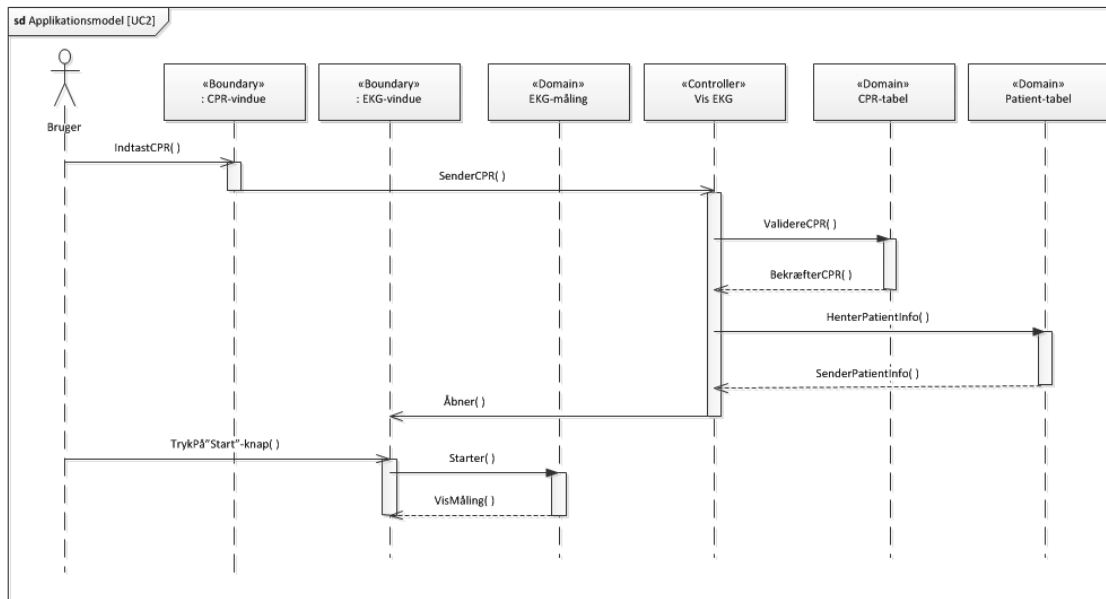 sd Applikationsmodel [UC2]
Bruger
«Boundary»
: CPR-vindue
«Boundary»
: EKG-vindue
«Domain»
EKG-måling
«Controller»
Vis EKG
«Domain»
CPR-tabel
«Domain»
Patient-tabel
IndtastCPR( )
SenderCPR( )
ValidereCPR( )
BekræfterCPR( )
HenterPatientInfo( )
SenderPatientInfo( )
Åbner( )
TrykPå"Start"-knap( )
Starter( )
VisMåling( )